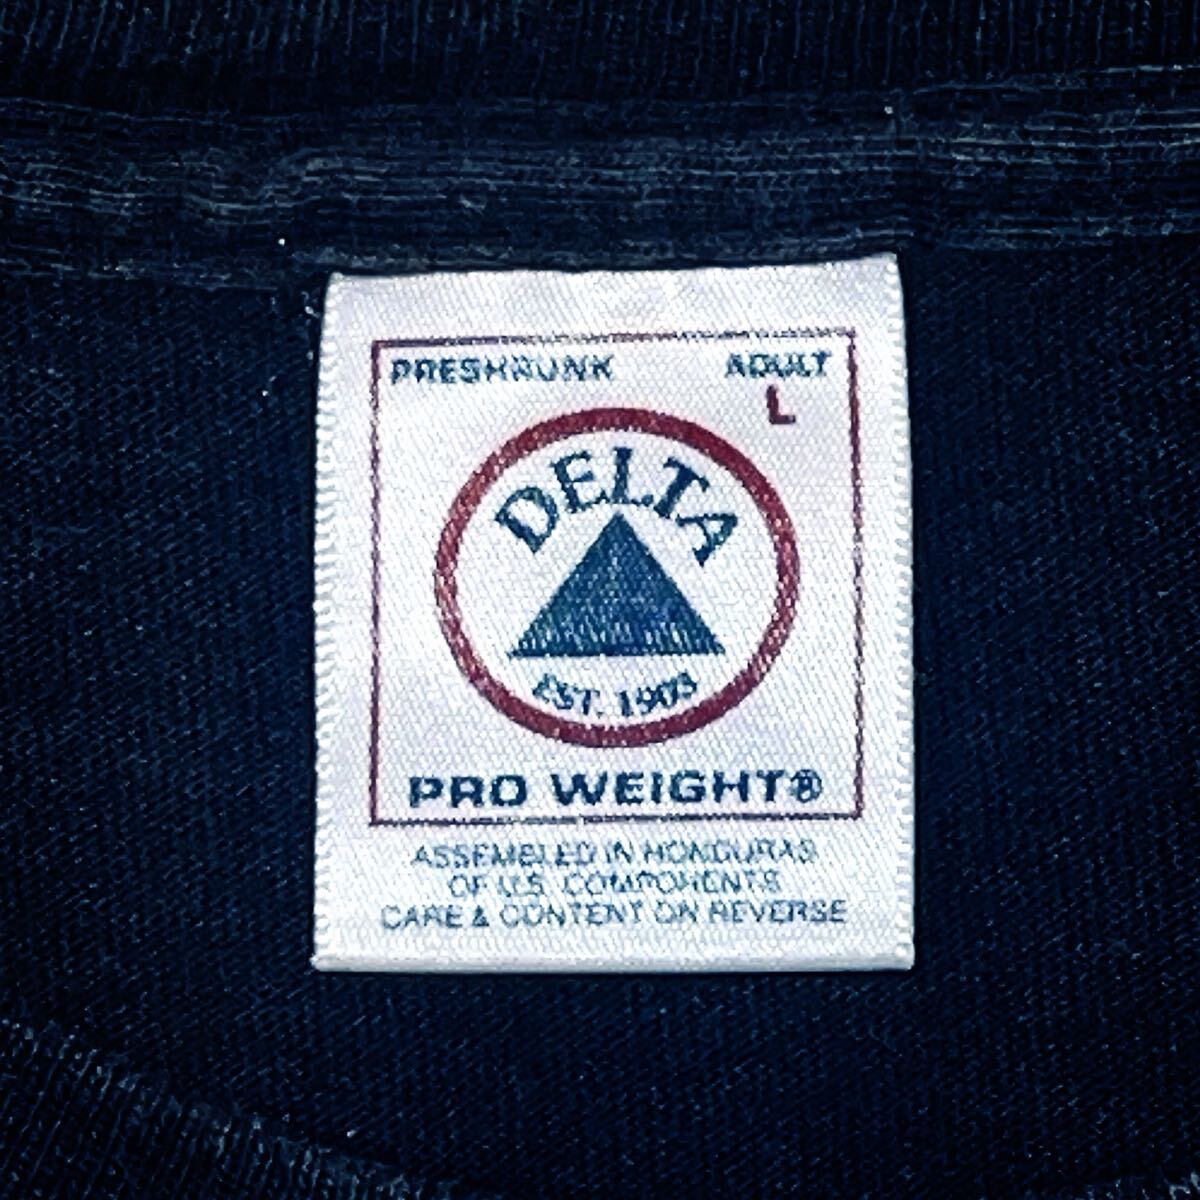 PRESHRUNK ADULT
L
DELTA
EST. 1903
PRO WEIGHT®
ASSEMBLED IN HONDURAS
OF U.S. COMPONENTS
CARE & CONTENT ON REVERSE